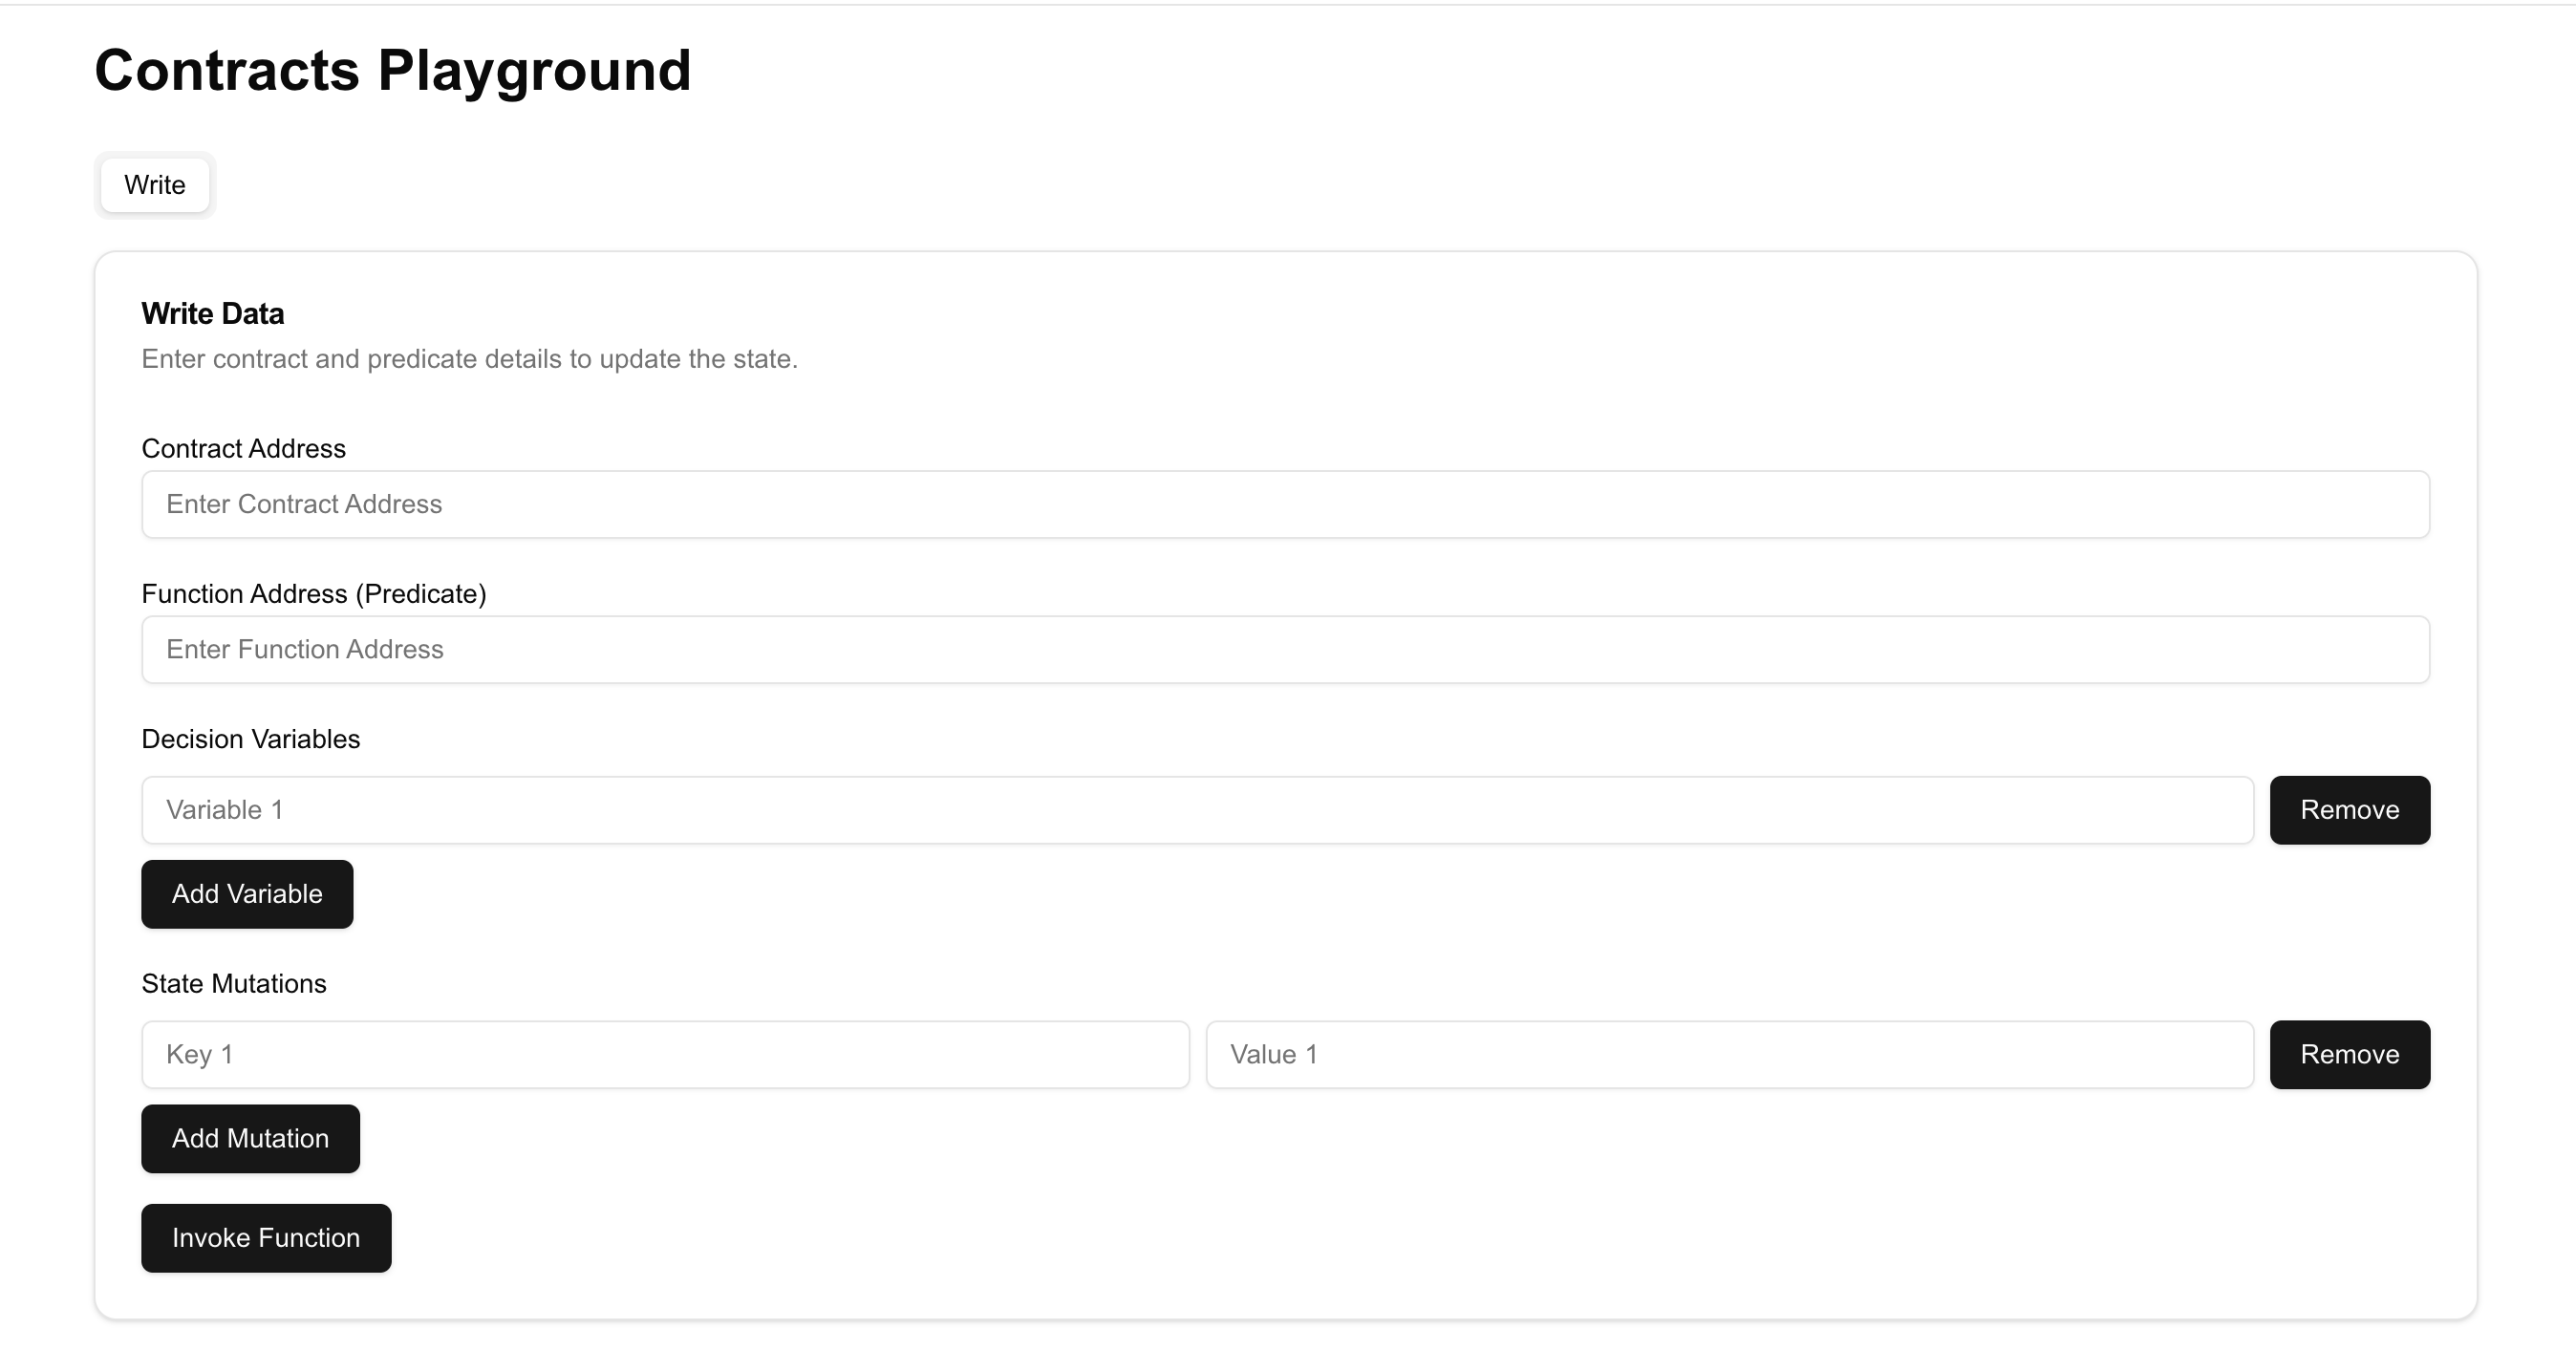 Contracts Playground
Write
Write Data
Enter contract and predicate details to update the state.
Contract Address
Enter Contract Address
Function Address (Predicate)
Enter Function Address
Decision Variables
Variable 1
Remove
Add Variable
State Mutations
Key 1
Value 1
Remove
Add Mutation
Invoke Function